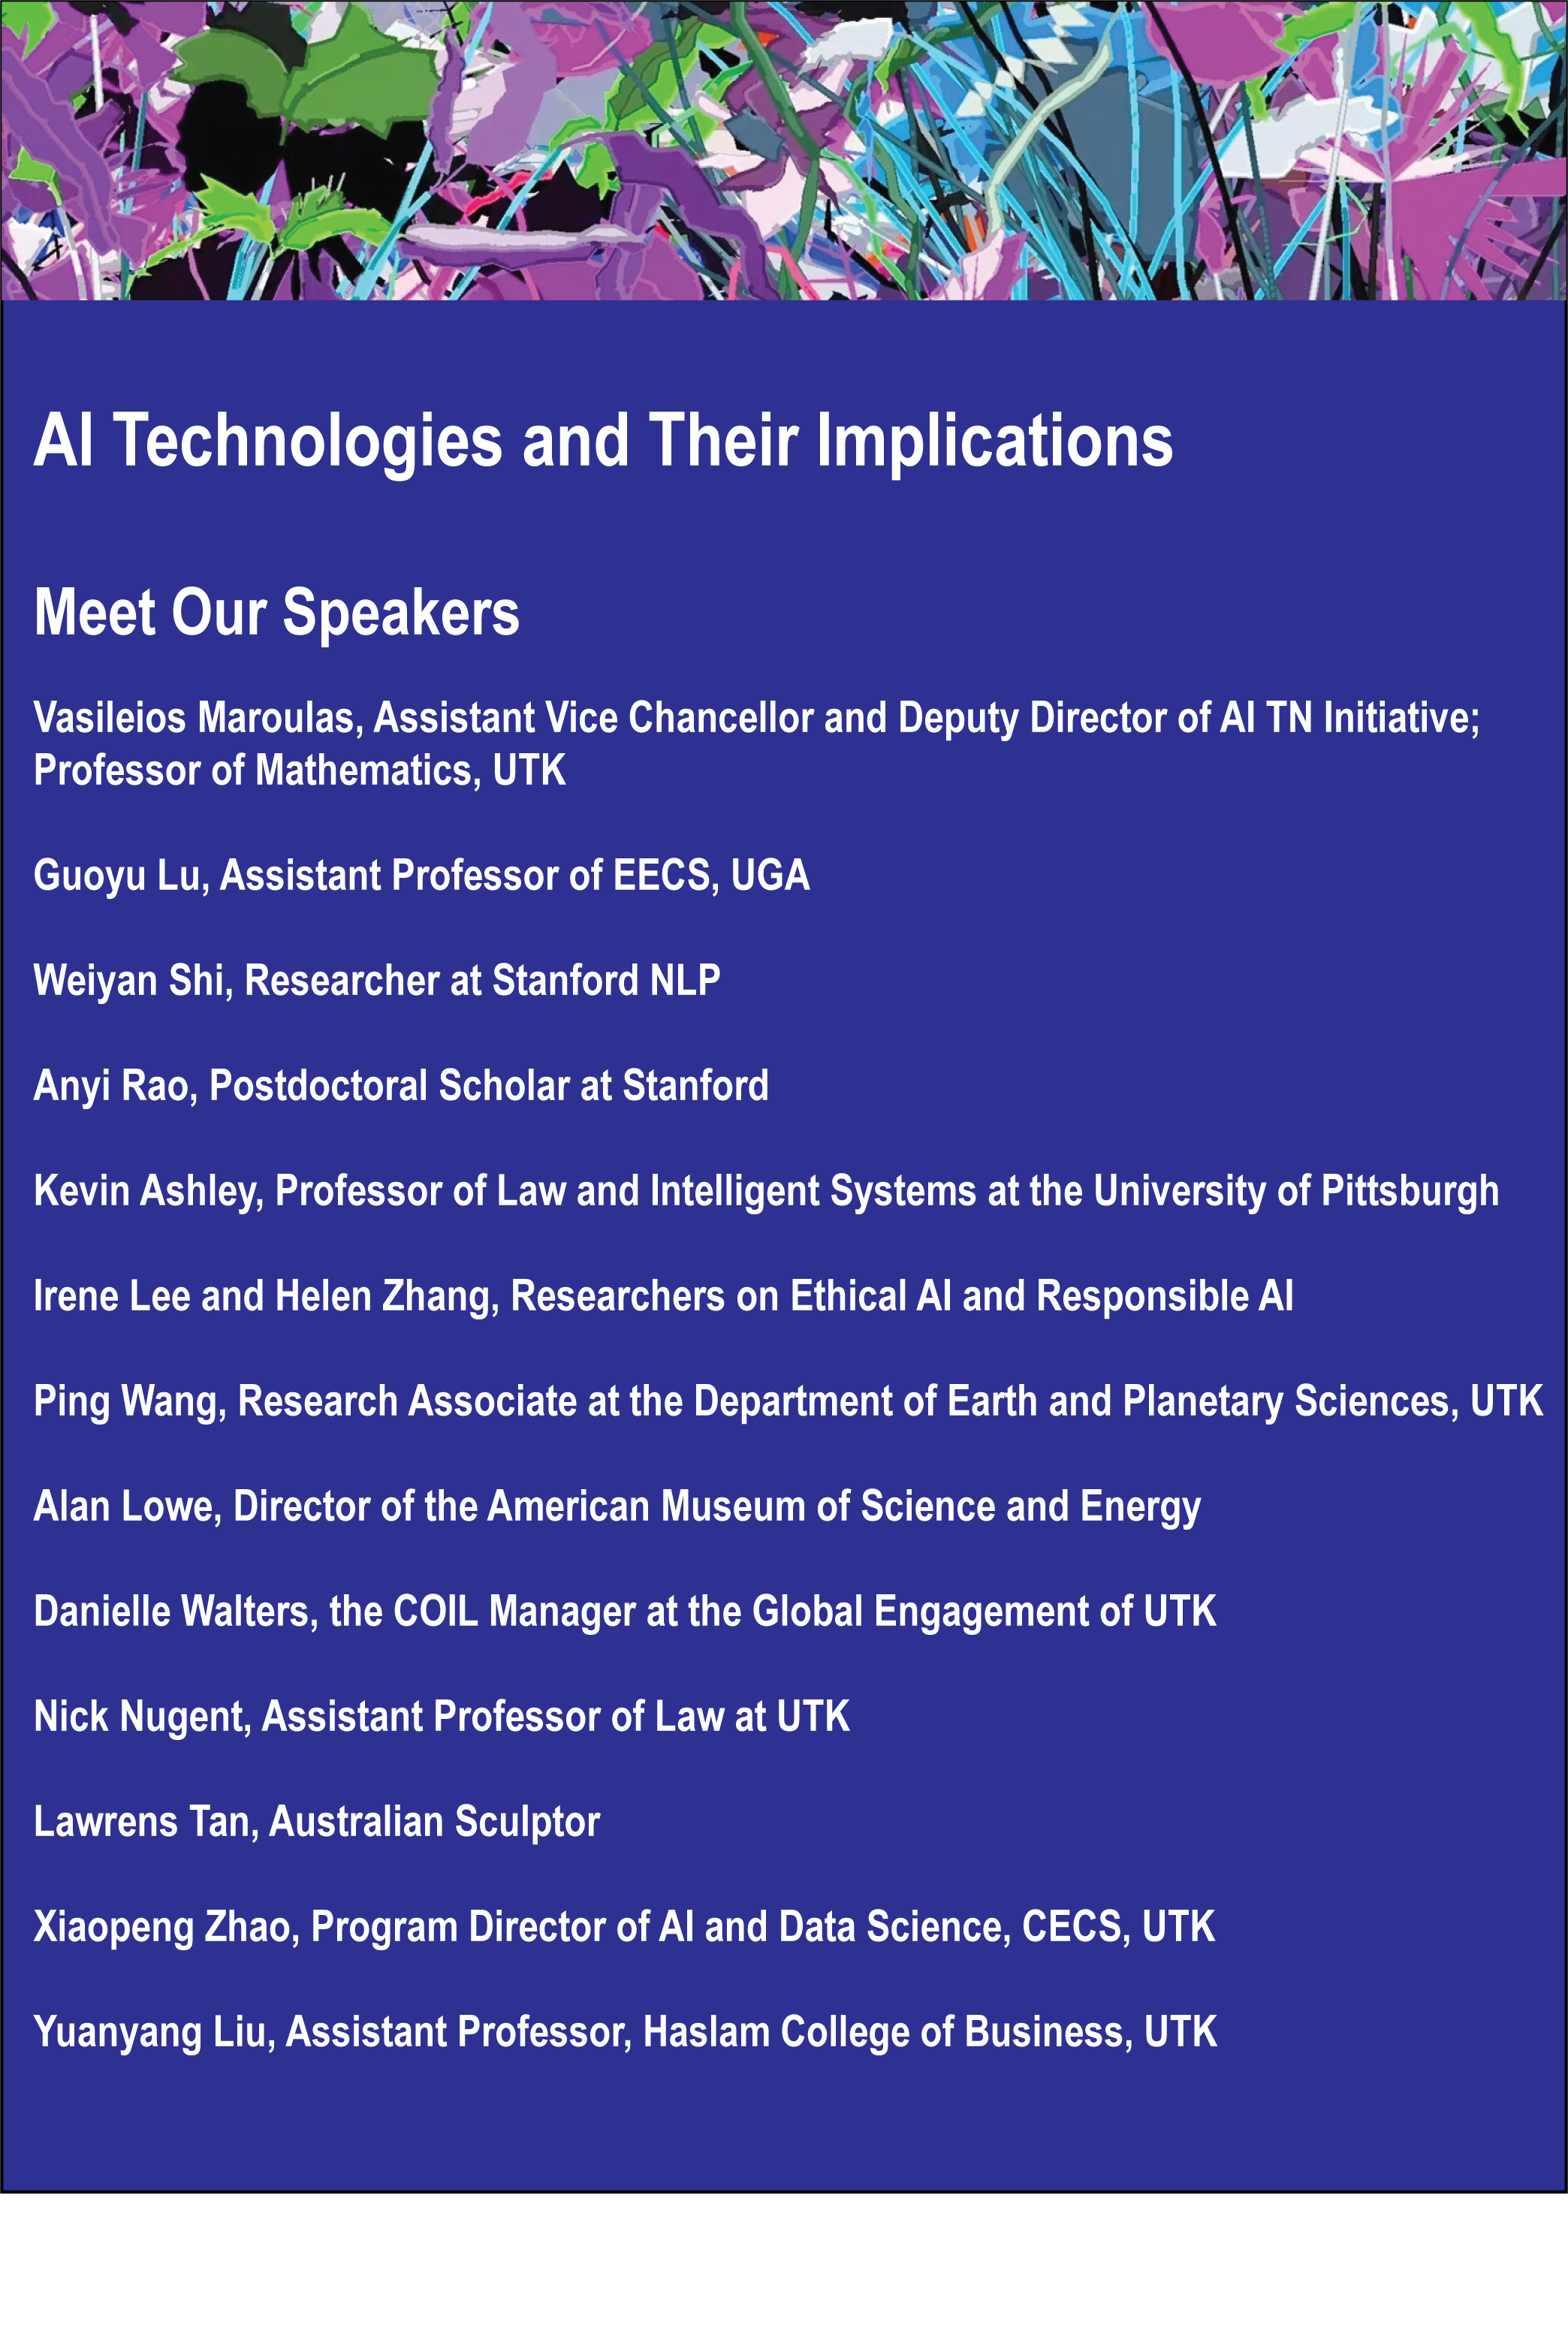 AI Technologies and Their Implications
Meet Our Speakers
Vasileios Maroulas, Assistant Vice Chancellor and Deputy Director of AI TN Initiative;
Professor of Mathematics, UTK
Guoyu Lu, Assistant Professor of EECS, UGA
Weiyan Shi, Researcher at Stanford NLP
Anyi Rao, Postdoctoral Scholar at Stanford
Kevin Ashley, Professor of Law and Intelligent Systems at the University of Pittsburgh
Irene Lee and Helen Zhang, Researchers on Ethical AI and Responsible AI
Ping Wang, Research Associate at the Department of Earth and Planetary Sciences, UTK
Alan Lowe, Director of the American Museum of Science and Energy
Danielle Walters, the COIL Manager at the Global Engagement of UTK
Nick Nugent, Assistant Professor of Law at UTK
Lawrens Tan, Australian Sculptor
Xiaopeng Zhao, Program Director of AI and Data Science, CECS, UTK
Yuanyang Liu, Assistant Professor, Haslam College of Business, UTK